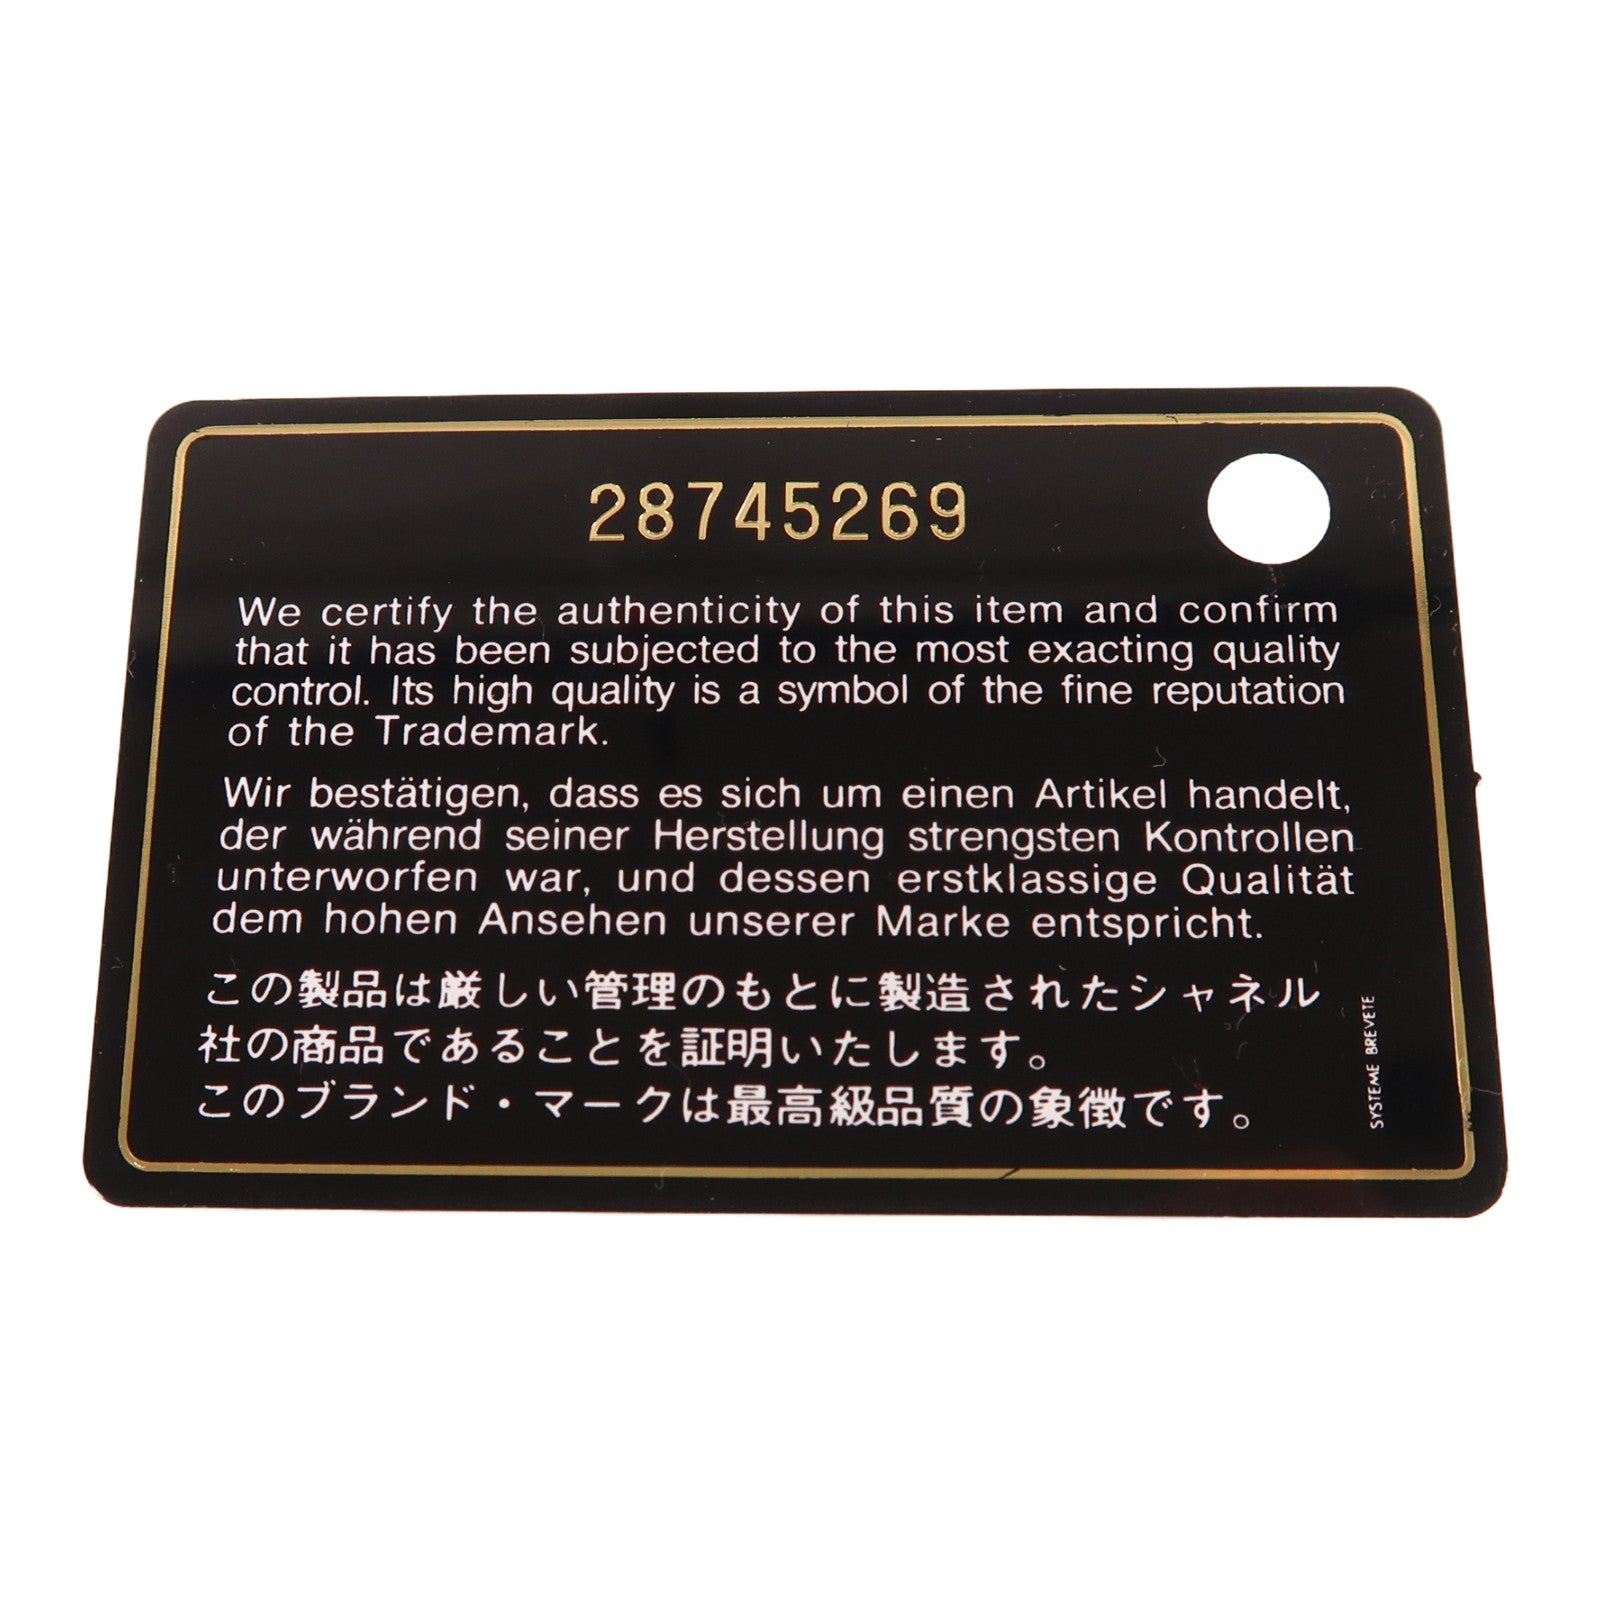 28745269
We certify the authenticity of this item and confirm
that it has been subjected to the most exacting quality
control. Its high quality is a symbol of the fine reputation
of the Trademark.
Wir bestätigen, dass es sich um einen Artikel handelt,
der während seiner Herstellung strengsten Kontrollen
unterworfen war, und dessen erstklassige Qualität
dem hohen Ansehen unserer Marke entspricht.
この製品は厳しい管理のもとに製造されたシャネル
社の商品であることを証明いたします。
このブランド・マークは最高級品質の象徴です。
SYSTEME BREVETE